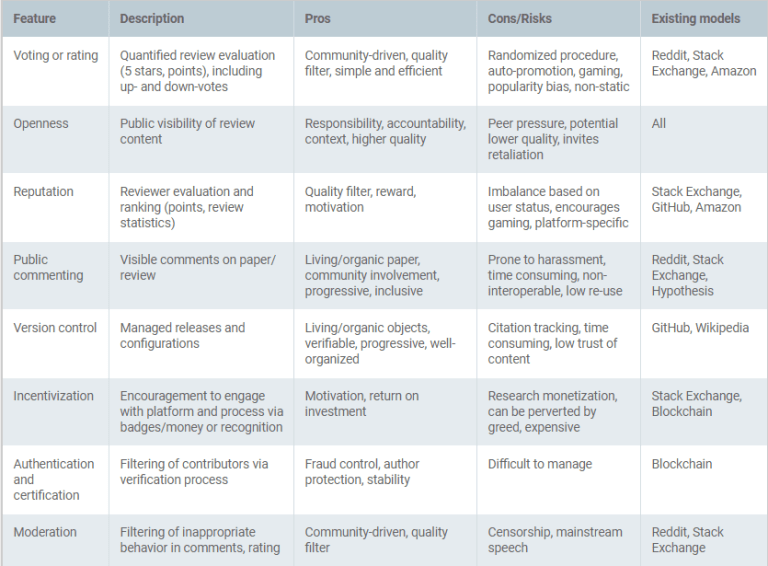 Feature Description Pros Cons/Risks Existing models
Voting or rating Quantified review evaluation Community-driven, quality Randomized procedure, Reddit, Stack
(5 stars, points), including filter, simple and efficient auto-promotion, gaming, Exchange, Amazon
up- and down-votes popularity bias, non-static
Openness Public visibility of review Responsibility, accountability, Peer pressure, potential All
content context, higher quality lower quality, invites
retaliation
Reputation Reviewer evaluation and Quality filter, reward, Imbalance based on Stack Exchange,
ranking (points, review motivation user status, encourages GitHub, Amazon
statistics) gaming, platform-specific
Public Visible comments on paper/ Living/organic paper, Prone to harassment, Reddit, Stack
commenting review community involvement, time consuming, non- Exchange,
progressive, inclusive interoperable, low re-use Hypothesis
Version control Managed releases and Living/organic objects, Citation tracking, time GitHub, Wikipedia
configurations verifiable, progressive, well- consuming, low trust of
organized content
Incentivization Encouragement to engage Motivation, return on Research monetization, Stack Exchange,
with platform and process via investment can be perverted by Blockchain
badges/money or recognition greed, expensive
Authentication Filtering of contributors via Fraud control, author Difficult to manage Blockchain
and verification process protection, stability
certification
Moderation Filtering of inappropriate Community-driven, quality Censorship, mainstream Reddit, Stack
behavior in comments, rating filter speech Exchange